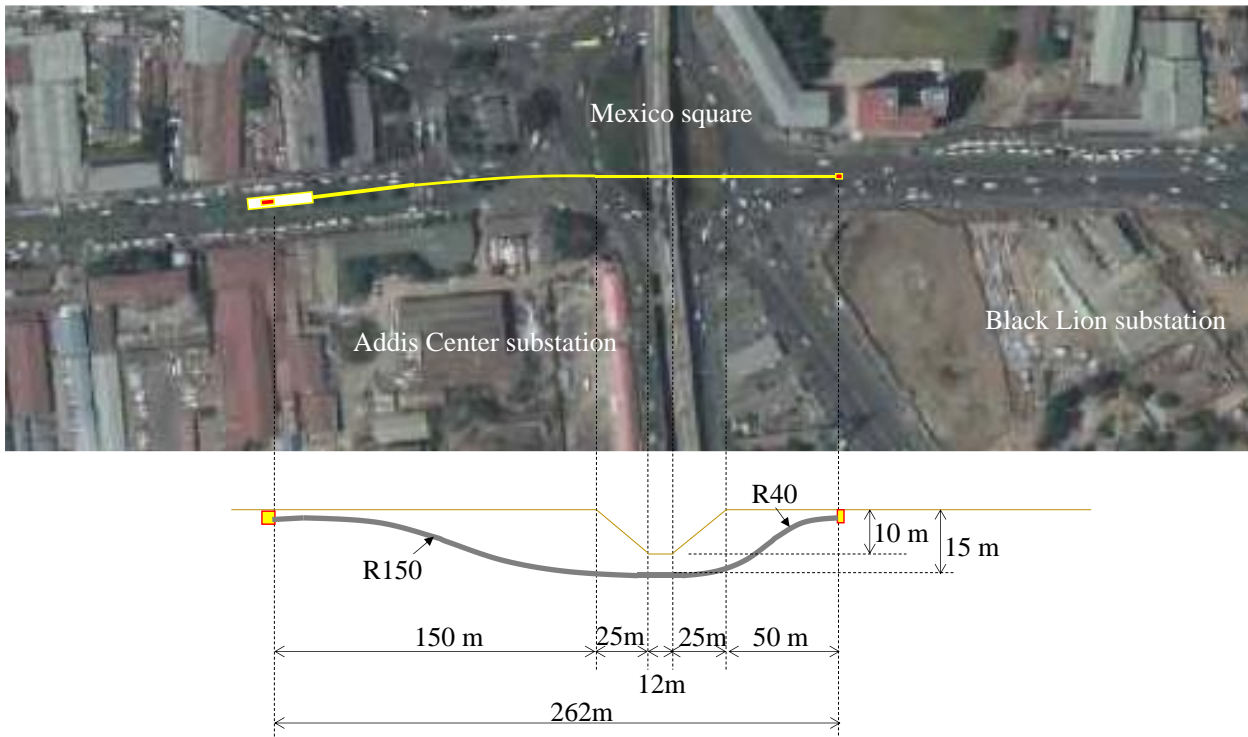 Mexico square
Black Lion substation
Addis Center substation
R40
10 m
15 m
R150
150 m
25m
25m
50 m
12m
262m